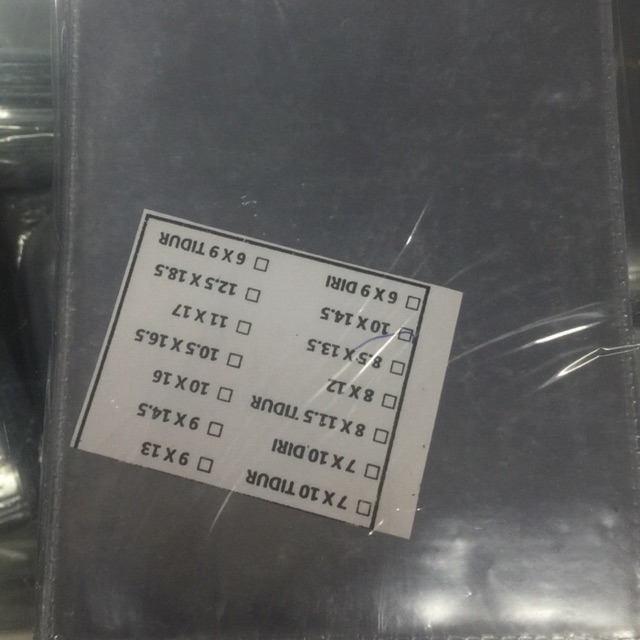 7 X 10 TIDUR
7 X 10 DIRI
8 X 11.5 TIDUR
8 X 12
8.5 X 13.5
10 X 14.5
6 X 9 DIRI
9 X 13
9 X 14.5
10 X 16
10.5 X 16.5
11 X 17
12.5 X 18.5
6 X 9 TIDUR